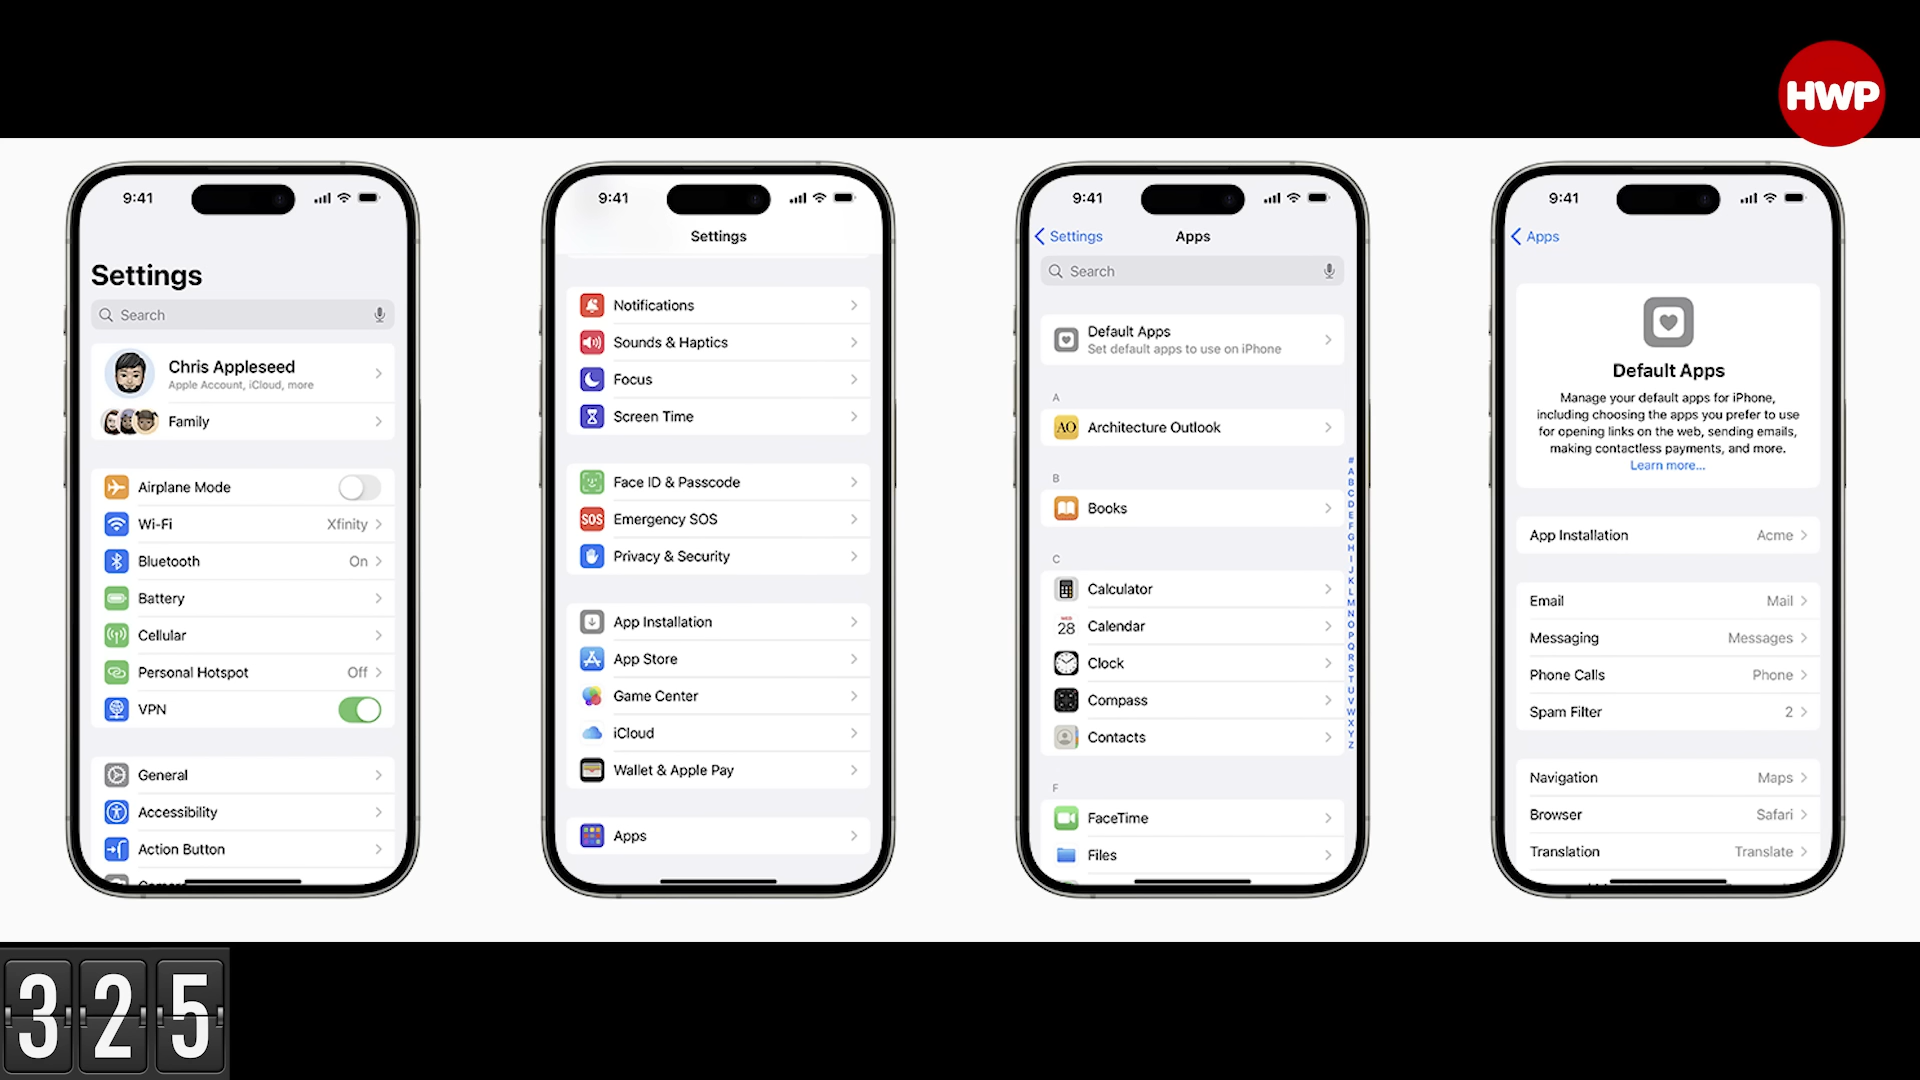 HWP
9:41
Settings
Search
Chris Appleseed
Apple Account, iCloud, more
Family
Airplane Mode
Wi-Fi Xfinity
Bluetooth On
Battery
Cellular
Personal Hotspot Off
VPN
General
Accessibility
Action Button
9:41
Settings
Notifications
Sounds & Haptics
Focus
Screen Time
Face ID & Passcode
SOS Emergency SOS
Privacy & Security
App Installation
App Store
Game Center
iCloud
Wallet & Apple Pay
Apps
9:41
Settings Apps
Search
Default Apps
Set default apps to use on iPhone
A
AO Architecture Outlook
B
Books
C
Calculator
28 Calendar
Clock
Compass
Contacts
F
FaceTime
Files
#
A
B
C
D
E
F
G
H
I
J
K
L
M
N
O
P
Q
R
S
T
U
V
W
X
Y
Z
9:41
Apps
Default Apps
Manage your default apps for iPhone,
including choosing the apps you prefer to use
for opening links on the web, sending emails,
making contactless payments, and more.
Learn more...
App Installation Acme
Email Mail
Messaging Messages
Phone Calls Phone
Spam Filter 2
Navigation Maps
Browser Safari
Translation Translate
325